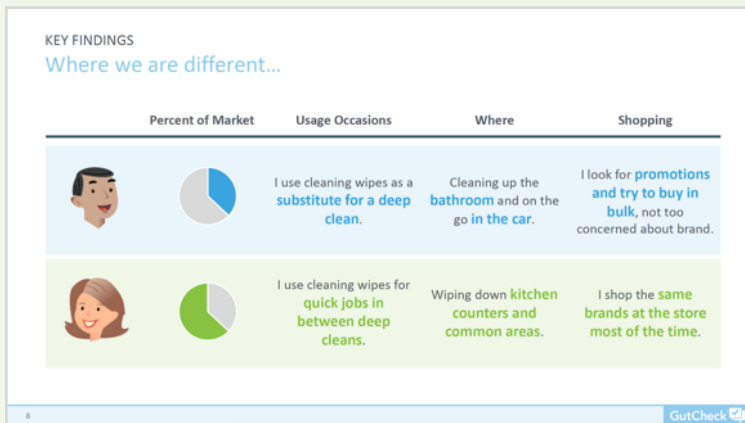 KEY FINDINGS
Where we are different...
Percent of Market
Usage Occasions
Where
Shopping
I use cleaning wipes as a
substitute for a deep
clean.
Cleaning up the
bathroom and on the
go in the car.
I look for promotions
and try to buy in
bulk, not too
concerned about brand.
I use cleaning wipes for
quick jobs in
between deep
cleans.
Wiping down kitchen
counters and
common areas.
I shop the same
brands at the store
most of the time.
8
GutCheck